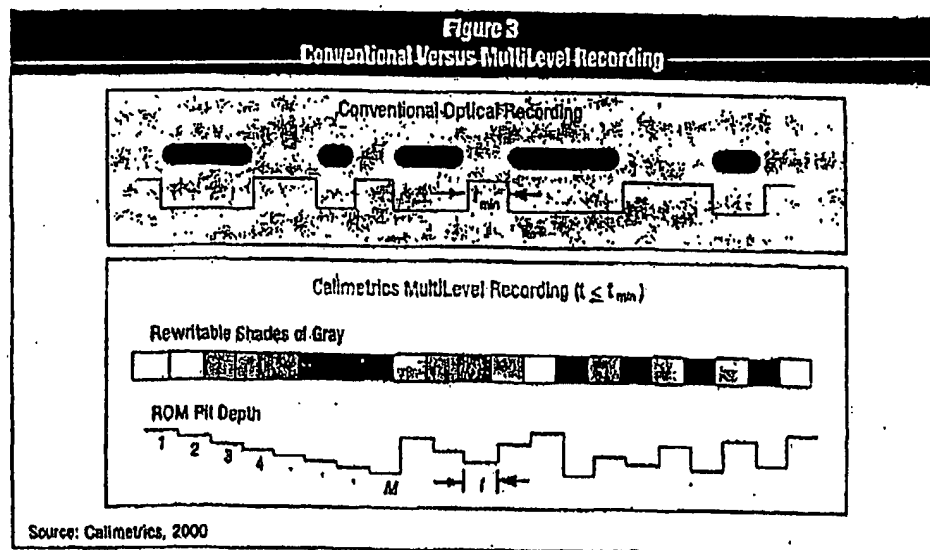 Figure 3
Conventional Versus MultiLevel Recording
Conventional Optical Recording
t min
Calimetrics MultiLevel Recording (t ≤ t min)
Rewritable Shades of Gray
ROM Pit Depth
1 2 3 4 . . . M t
Source: Calimetrics, 2000